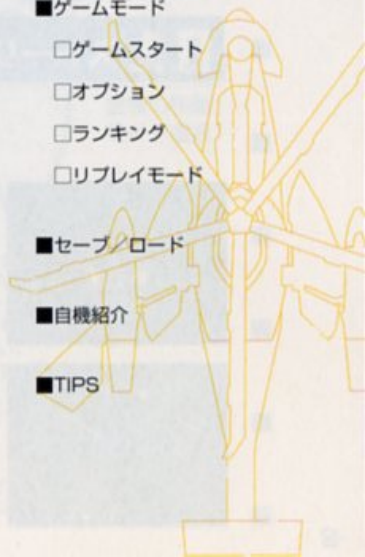 ■ゲームモード
□ゲームスタート
□オプション
□ランキング
□リプレイモード
■セーブ/ロード
■自機紹介
■TIPS